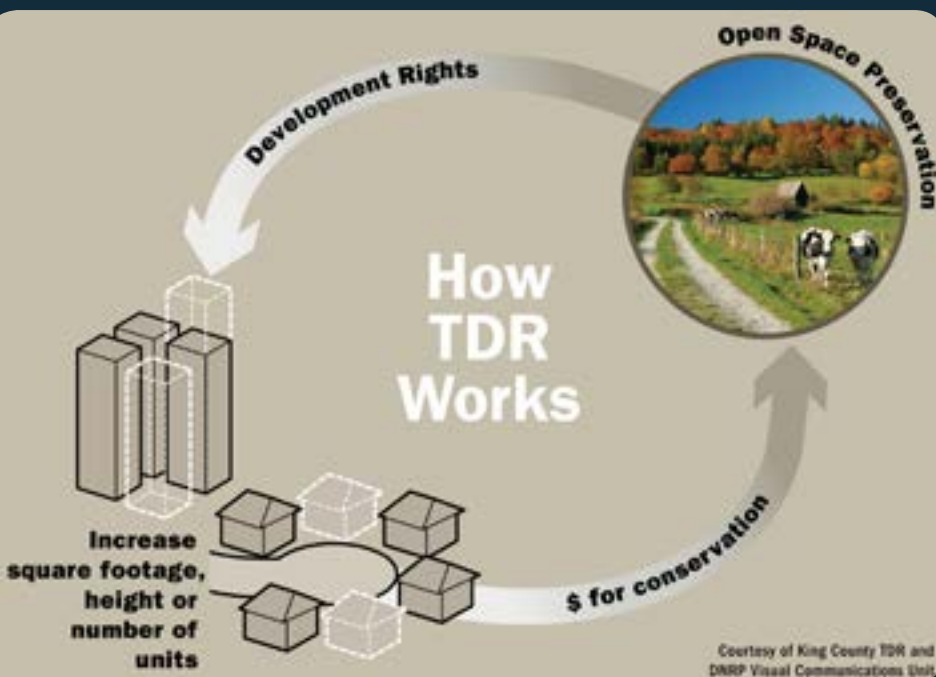 Open Space Preservation
Development Rights
How
TDR
Works
Increase
square footage,
height or
number of
units
$ for conservation
Courtesy of King County TDR and
DNRP Visual Communications Unit